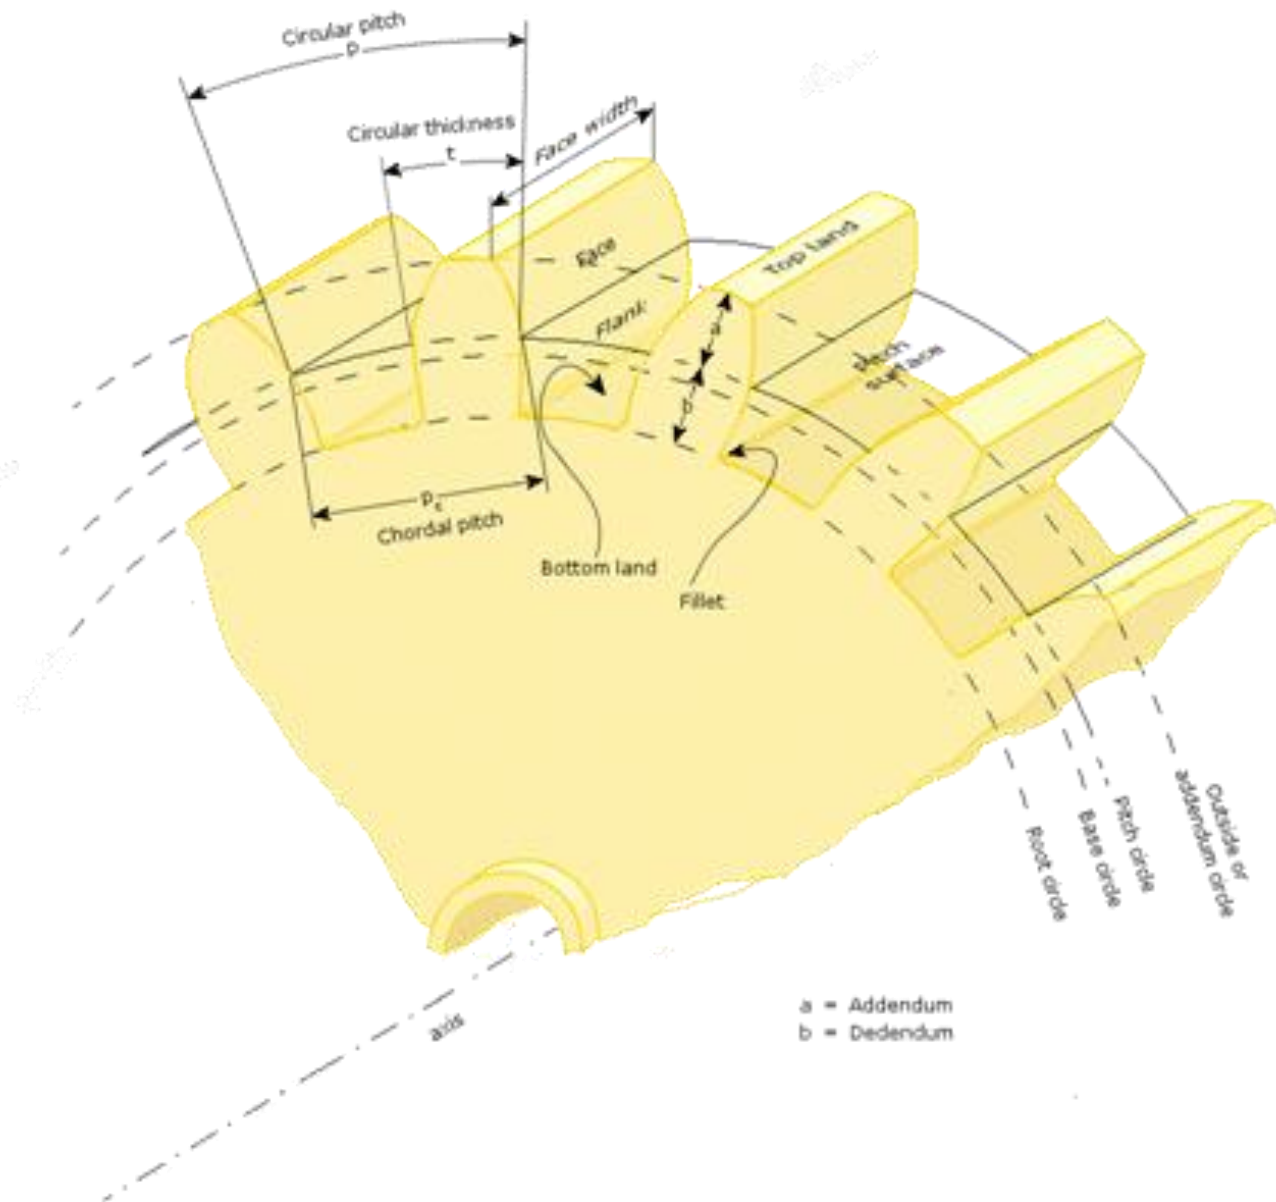 Circular pitch
p
Circular thickness
t
Face width
Face
Top land
Flank
a
pitch
surface
b
Pc
Chordal pitch
Bottom land
Fillet
Outside or
addendum circle
Pitch circle
Base circle
Root circle
a = Addendum
b = Dedendum
axis